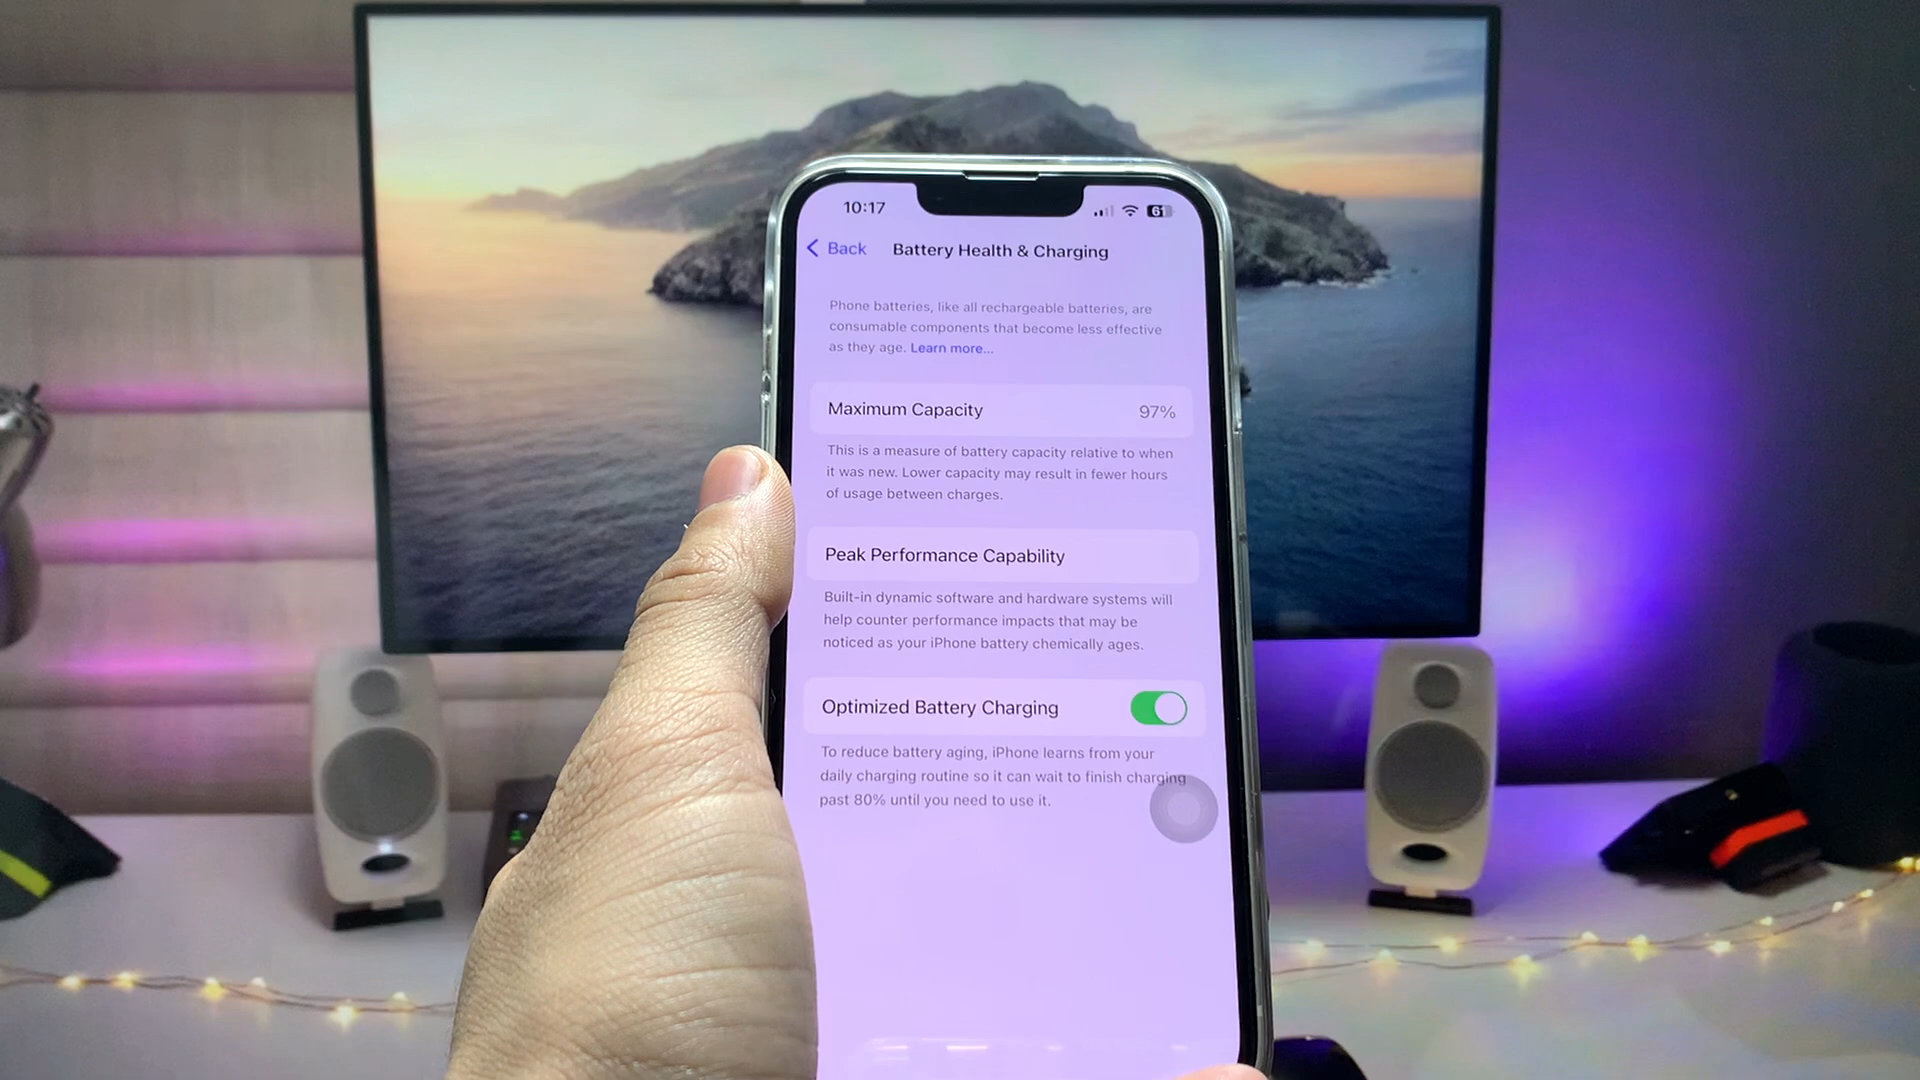 10:17
61
Back
Battery Health & Charging
Phone batteries, like all rechargeable batteries, are
consumable components that become less effective
as they age. Learn more...
Maximum Capacity 97%
This is a measure of battery capacity relative to when
it was new. Lower capacity may result in fewer hours
of usage between charges.
Peak Performance Capability
Built-in dynamic software and hardware systems will
help counter performance impacts that may be
noticed as your iPhone battery chemically ages.
Optimized Battery Charging
To reduce battery aging, iPhone learns from your
daily charging routine so it can wait to finish charging
past 80% until you need to use it.